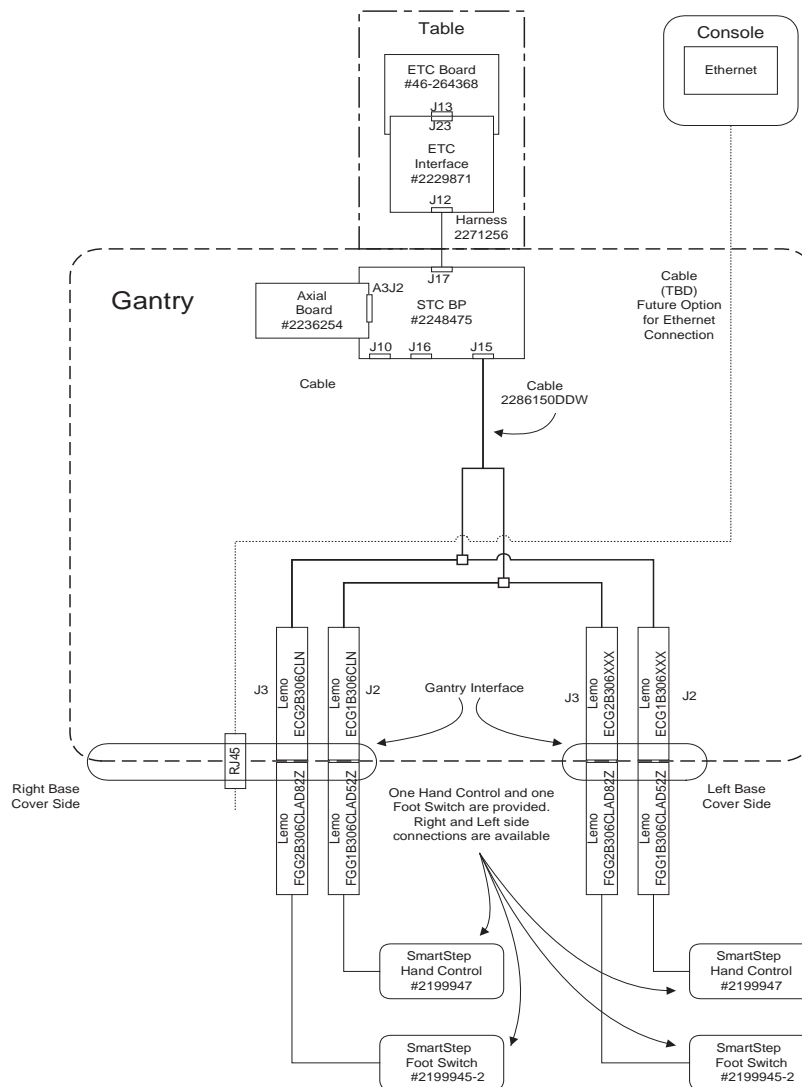 Table
Console
ETC Board
#46-264368
Ethernet
J13
J23
ETC
Interface
#2229871
J12
Harness
2271256
Gantry
J17
A3J2
Axial
Board
#2236254
STC BP
#2248475
J10
J16
J15
Cable
(TBD)
Future Option
for Ethernet
Connection
Cable
Cable
2286150DDW
J3
Lemo
ECG2B306CLN
Lemo
ECG1B306CLN
J2
Gantry Interface
J3
Lemo
ECG2B306XXX
Lemo
ECG1B306XXX
J2
RJ45
Right Base
Cover Side
Lemo
FGG2B306CLAD82Z
Lemo
FGG1B306CLAD52Z
One Hand Control and one
Foot Switch are provided.
Right and Left side
connections are available
Lemo
FGG2B306CLAD82Z
Lemo
FGG1B306CLAD52Z
Left Base
Cover Side
SmartStep
Hand Control
#2199947
SmartStep
Hand Control
#2199947
SmartStep
Foot Switch
#2199945-2
SmartStep
Foot Switch
#2199945-2